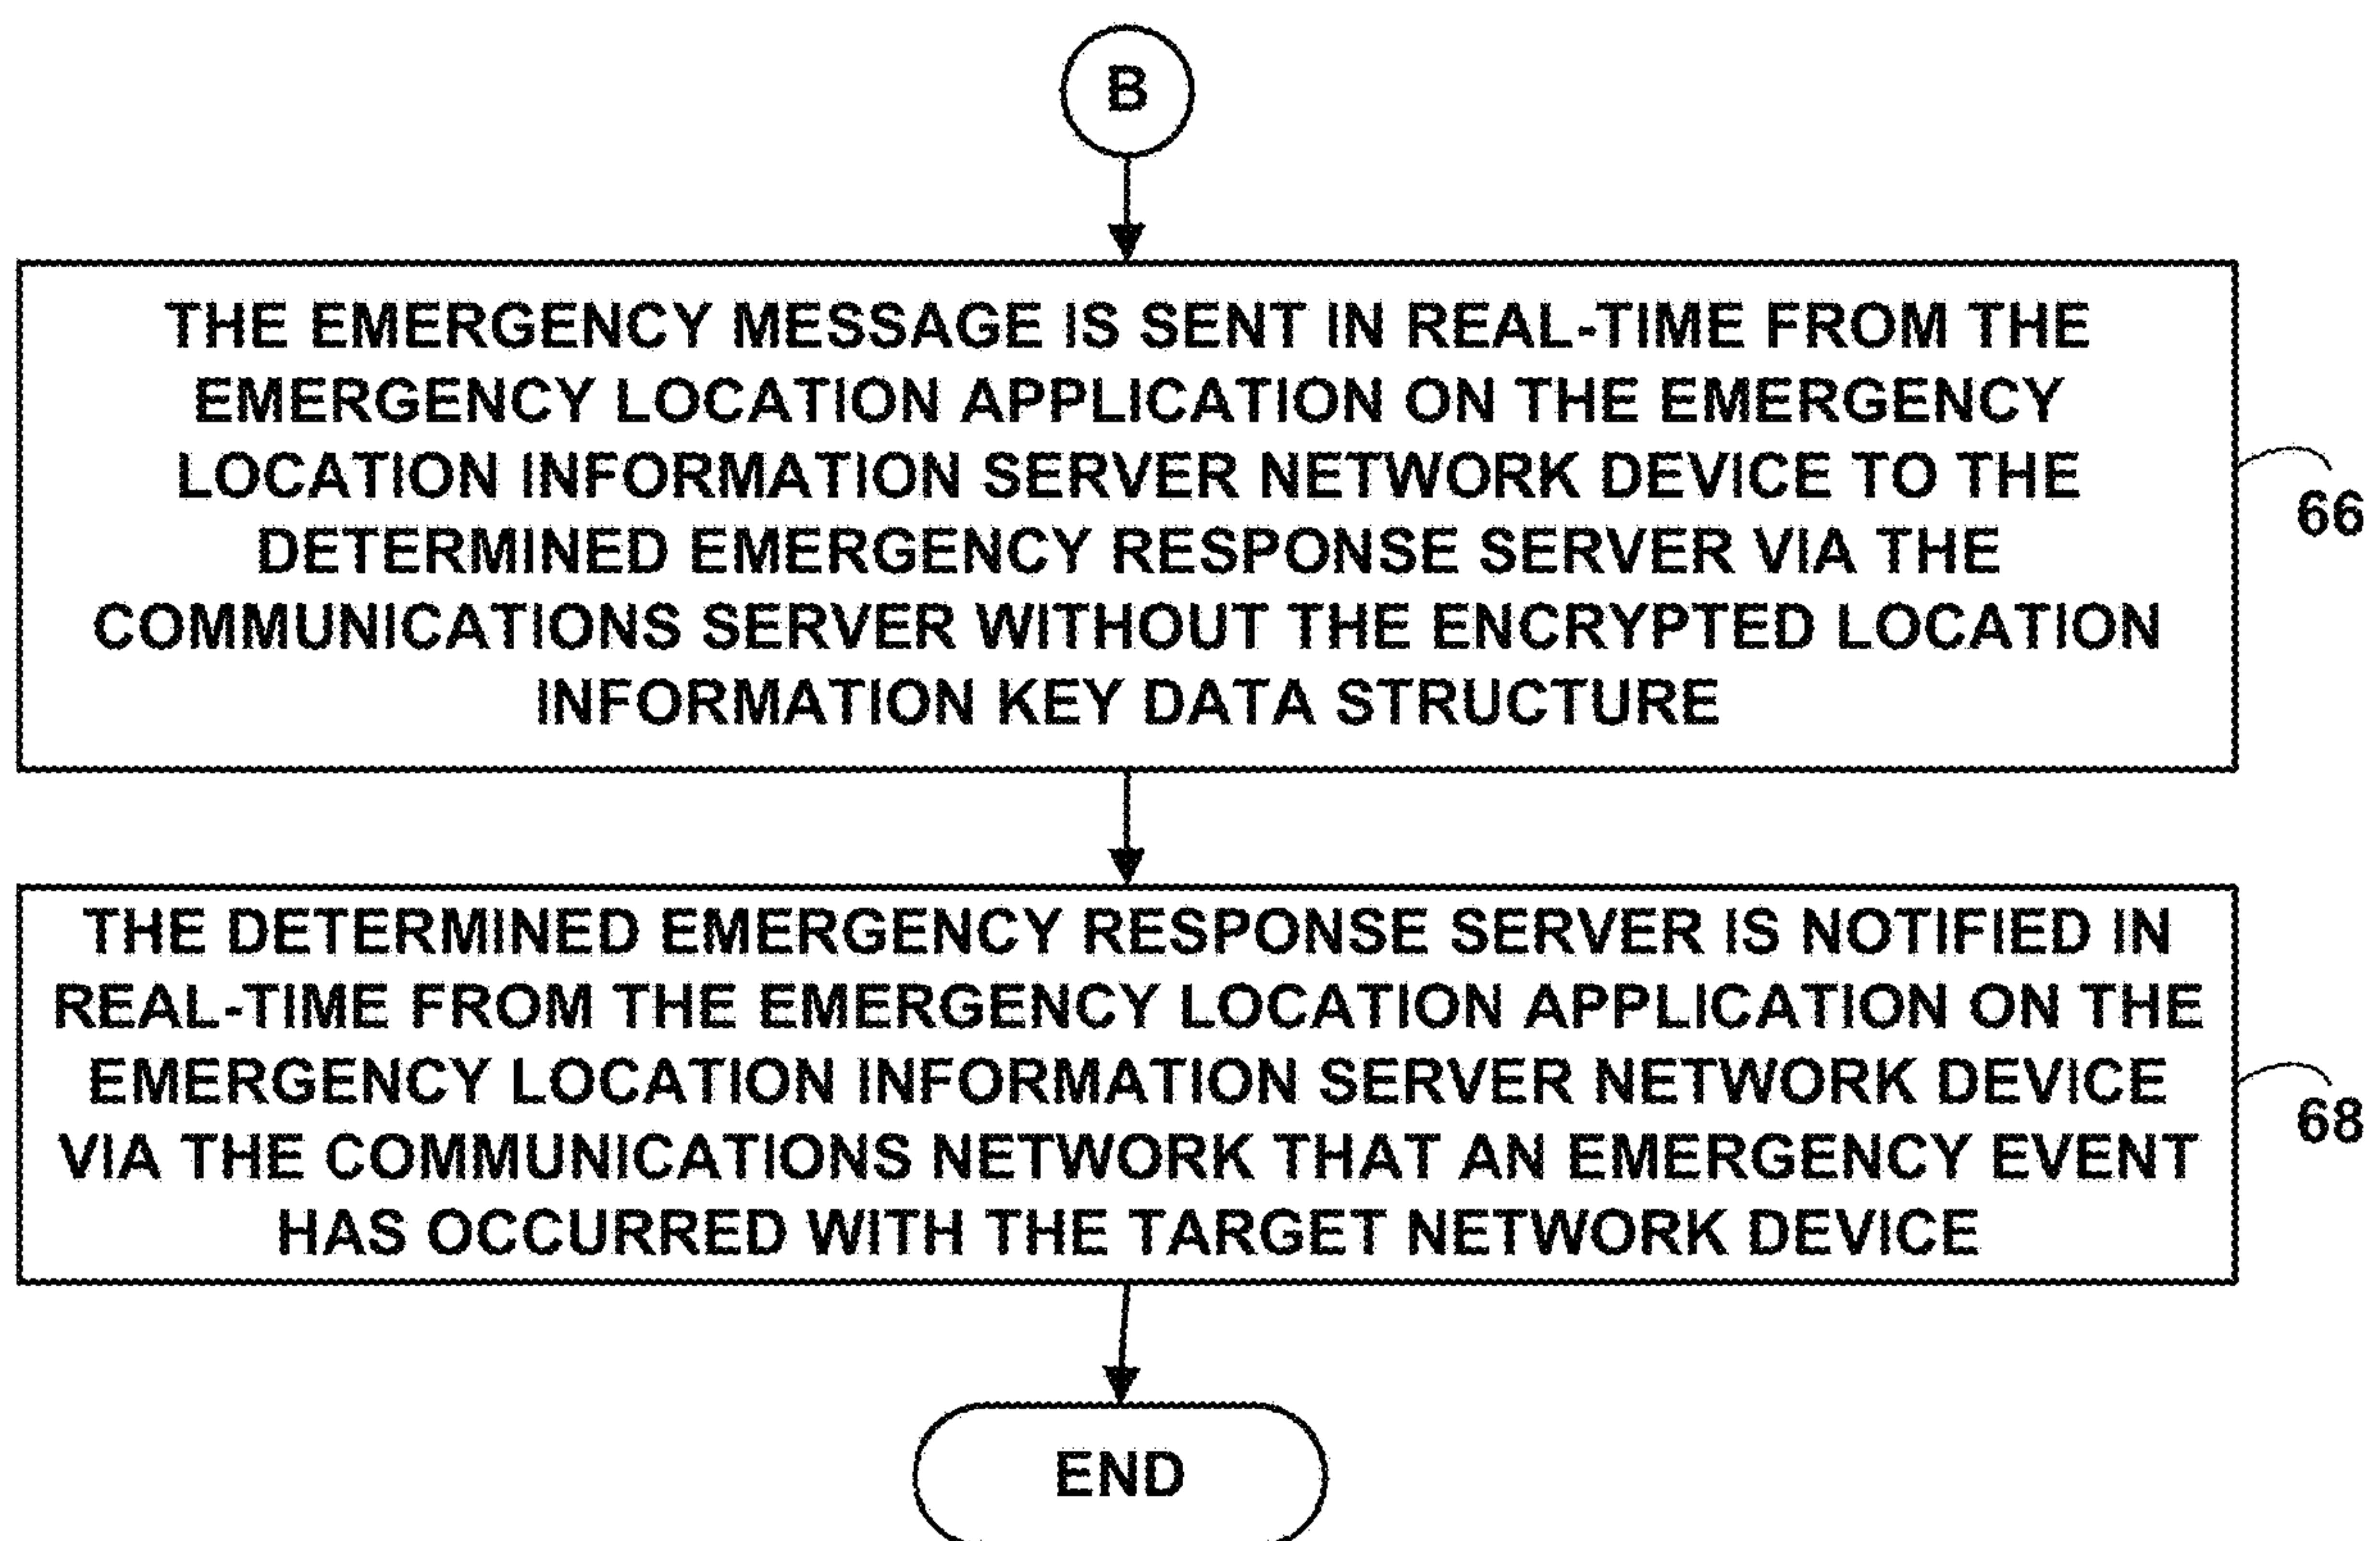 B
THE EMERGENCY MESSAGE IS SENT IN REAL-TIME FROM THE
EMERGENCY LOCATION APPLICATION ON THE EMERGENCY
LOCATION INFORMATION SERVER NETWORK DEVICE TO THE
DETERMINED EMERGENCY RESPONSE SERVER VIA THE
COMMUNICATIONS SERVER WITHOUT THE ENCRYPTED LOCATION
INFORMATION KEY DATA STRUCTURE
66
THE DETERMINED EMERGENCY RESPONSE SERVER IS NOTIFIED IN
REAL-TIME FROM THE EMERGENCY LOCATION APPLICATION ON THE
EMERGENCY LOCATION INFORMATION SERVER NETWORK DEVICE
VIA THE COMMUNICATIONS NETWORK THAT AN EMERGENCY EVENT
HAS OCCURRED WITH THE TARGET NETWORK DEVICE
68
END